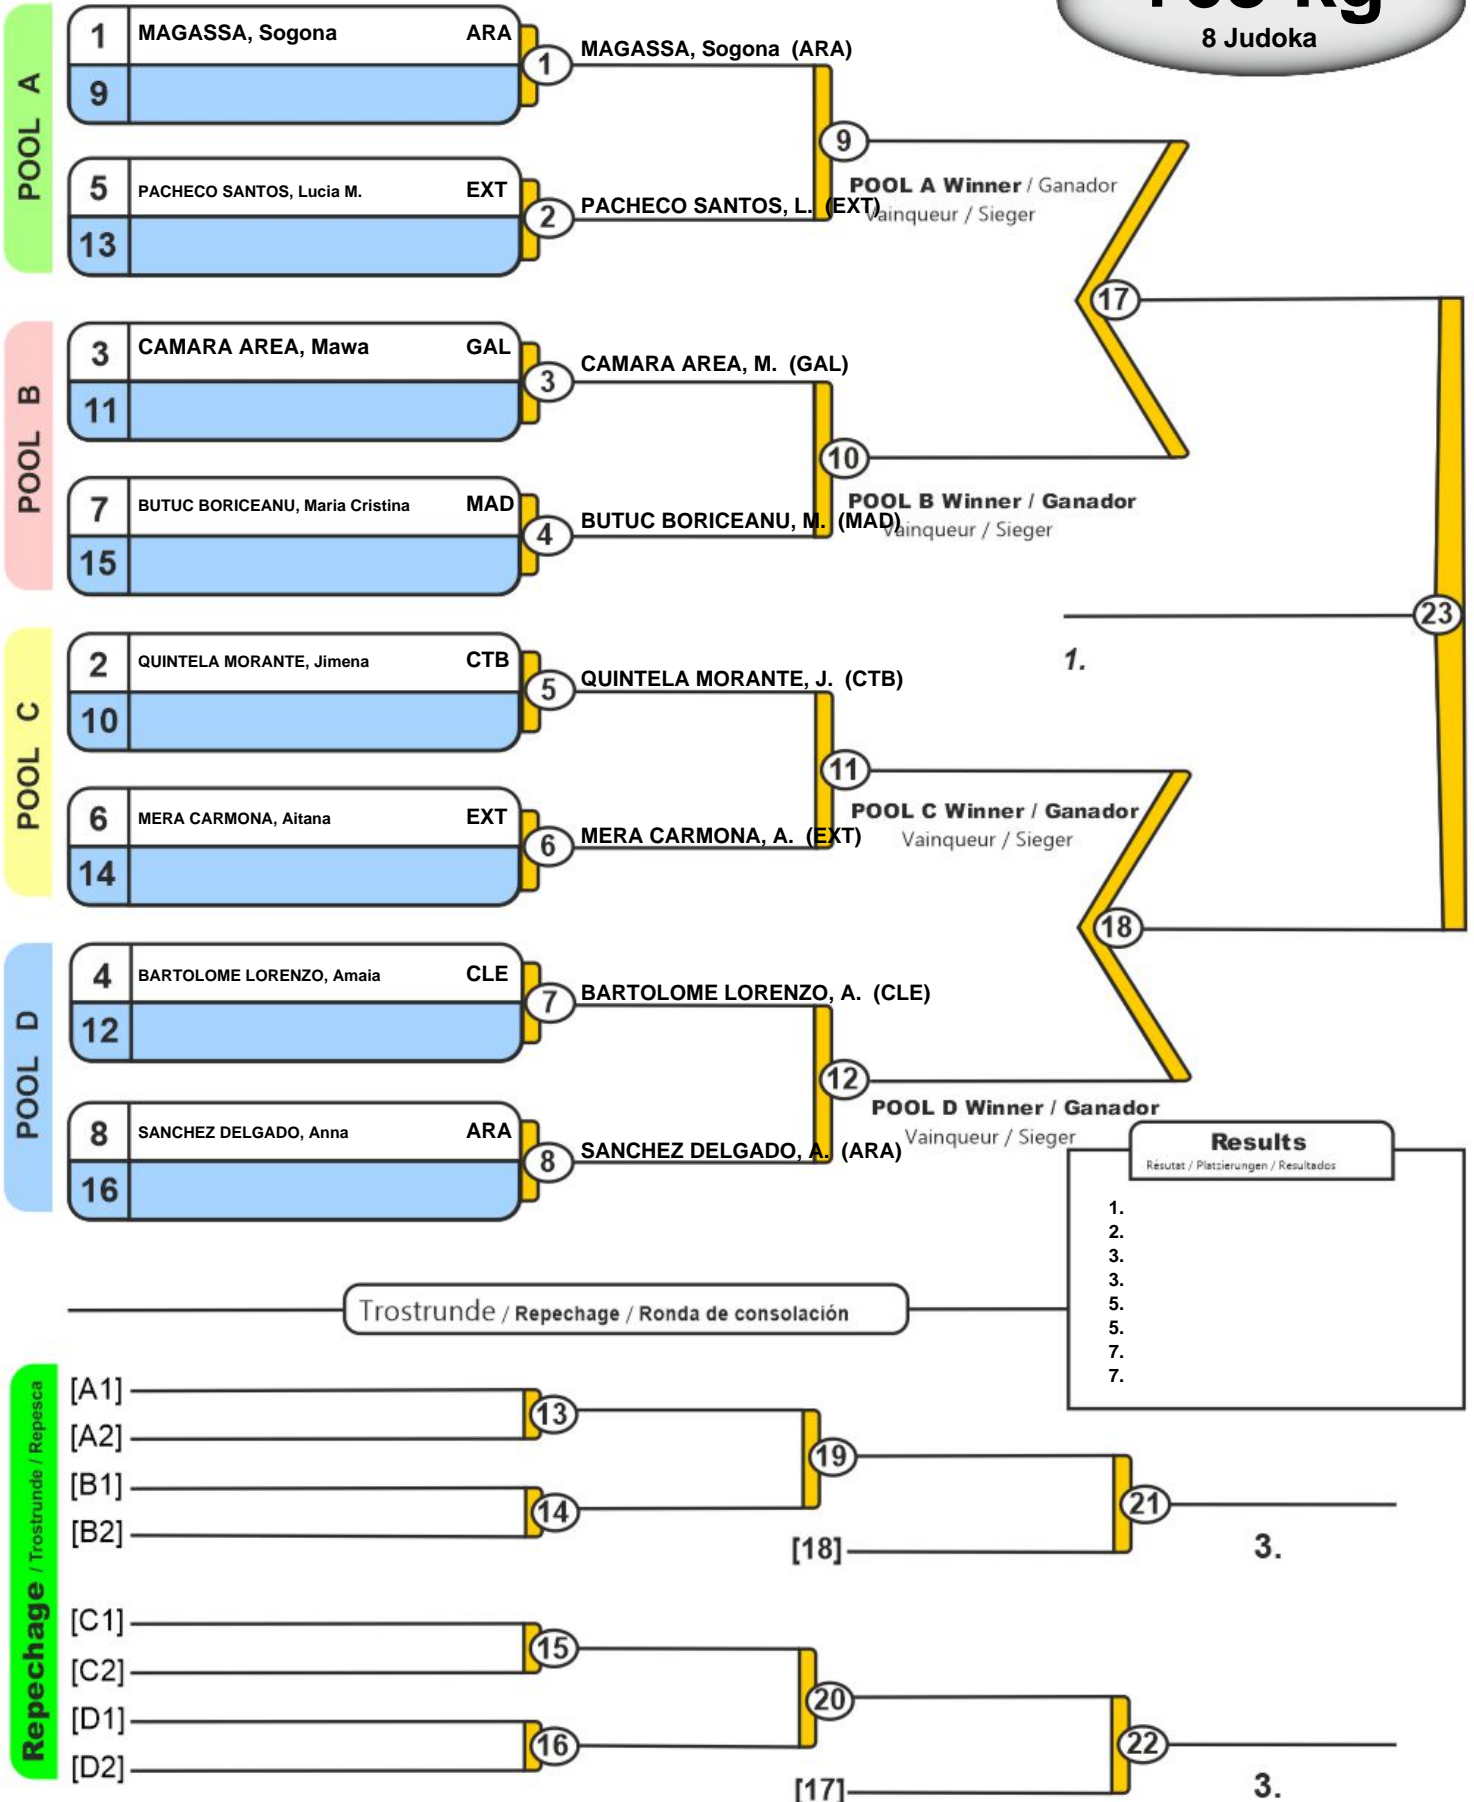 8 Judoka
POOL A
1 MAGASSA, Sogona ARA
9
1
MAGASSA, Sogona (ARA)
5 PACHECO SANTOS, Lucia M. EXT
13
2
PACHECO SANTOS, L. (EXT)
9
POOL A Winner / Ganador
Vainqueur / Sieger
POOL B
3 CAMARA AREA, Mawa GAL
11
3
CAMARA AREA, M. (GAL)
7 BUTUC BORICEANU, Maria Cristina MAD
15
4
BUTUC BORICEANU, M. (MAD)
10
POOL B Winner / Ganador
Vainqueur / Sieger
17
POOL C
2 QUINTELA MORANTE, Jimena CTB
10
5
QUINTELA MORANTE, J. (CTB)
6 MERA CARMONA, Aitana EXT
14
6
MERA CARMONA, A. (EXT)
11
POOL C Winner / Ganador
Vainqueur / Sieger
23
1.
POOL D
4 BARTOLOME LORENZO, Amaia CLE
12
7
BARTOLOME LORENZO, A. (CLE)
8 SANCHEZ DELGADO, Anna ARA
16
8
SANCHEZ DELGADO, A. (ARA)
12
POOL D Winner / Ganador
Vainqueur / Sieger
18
Results
Résutat / Platzierungen / Resultados
1.
2.
3.
3.
5.
5.
7.
7.
Trostrunde / Repechage / Ronda de consolación
Repechage / Trostrunde / Repesca
[A1]
[A2]
13
[B1]
[B2]
14
19
[18]
21
3.
[C1]
[C2]
15
[D1]
[D2]
16
20
[17]
22
3.